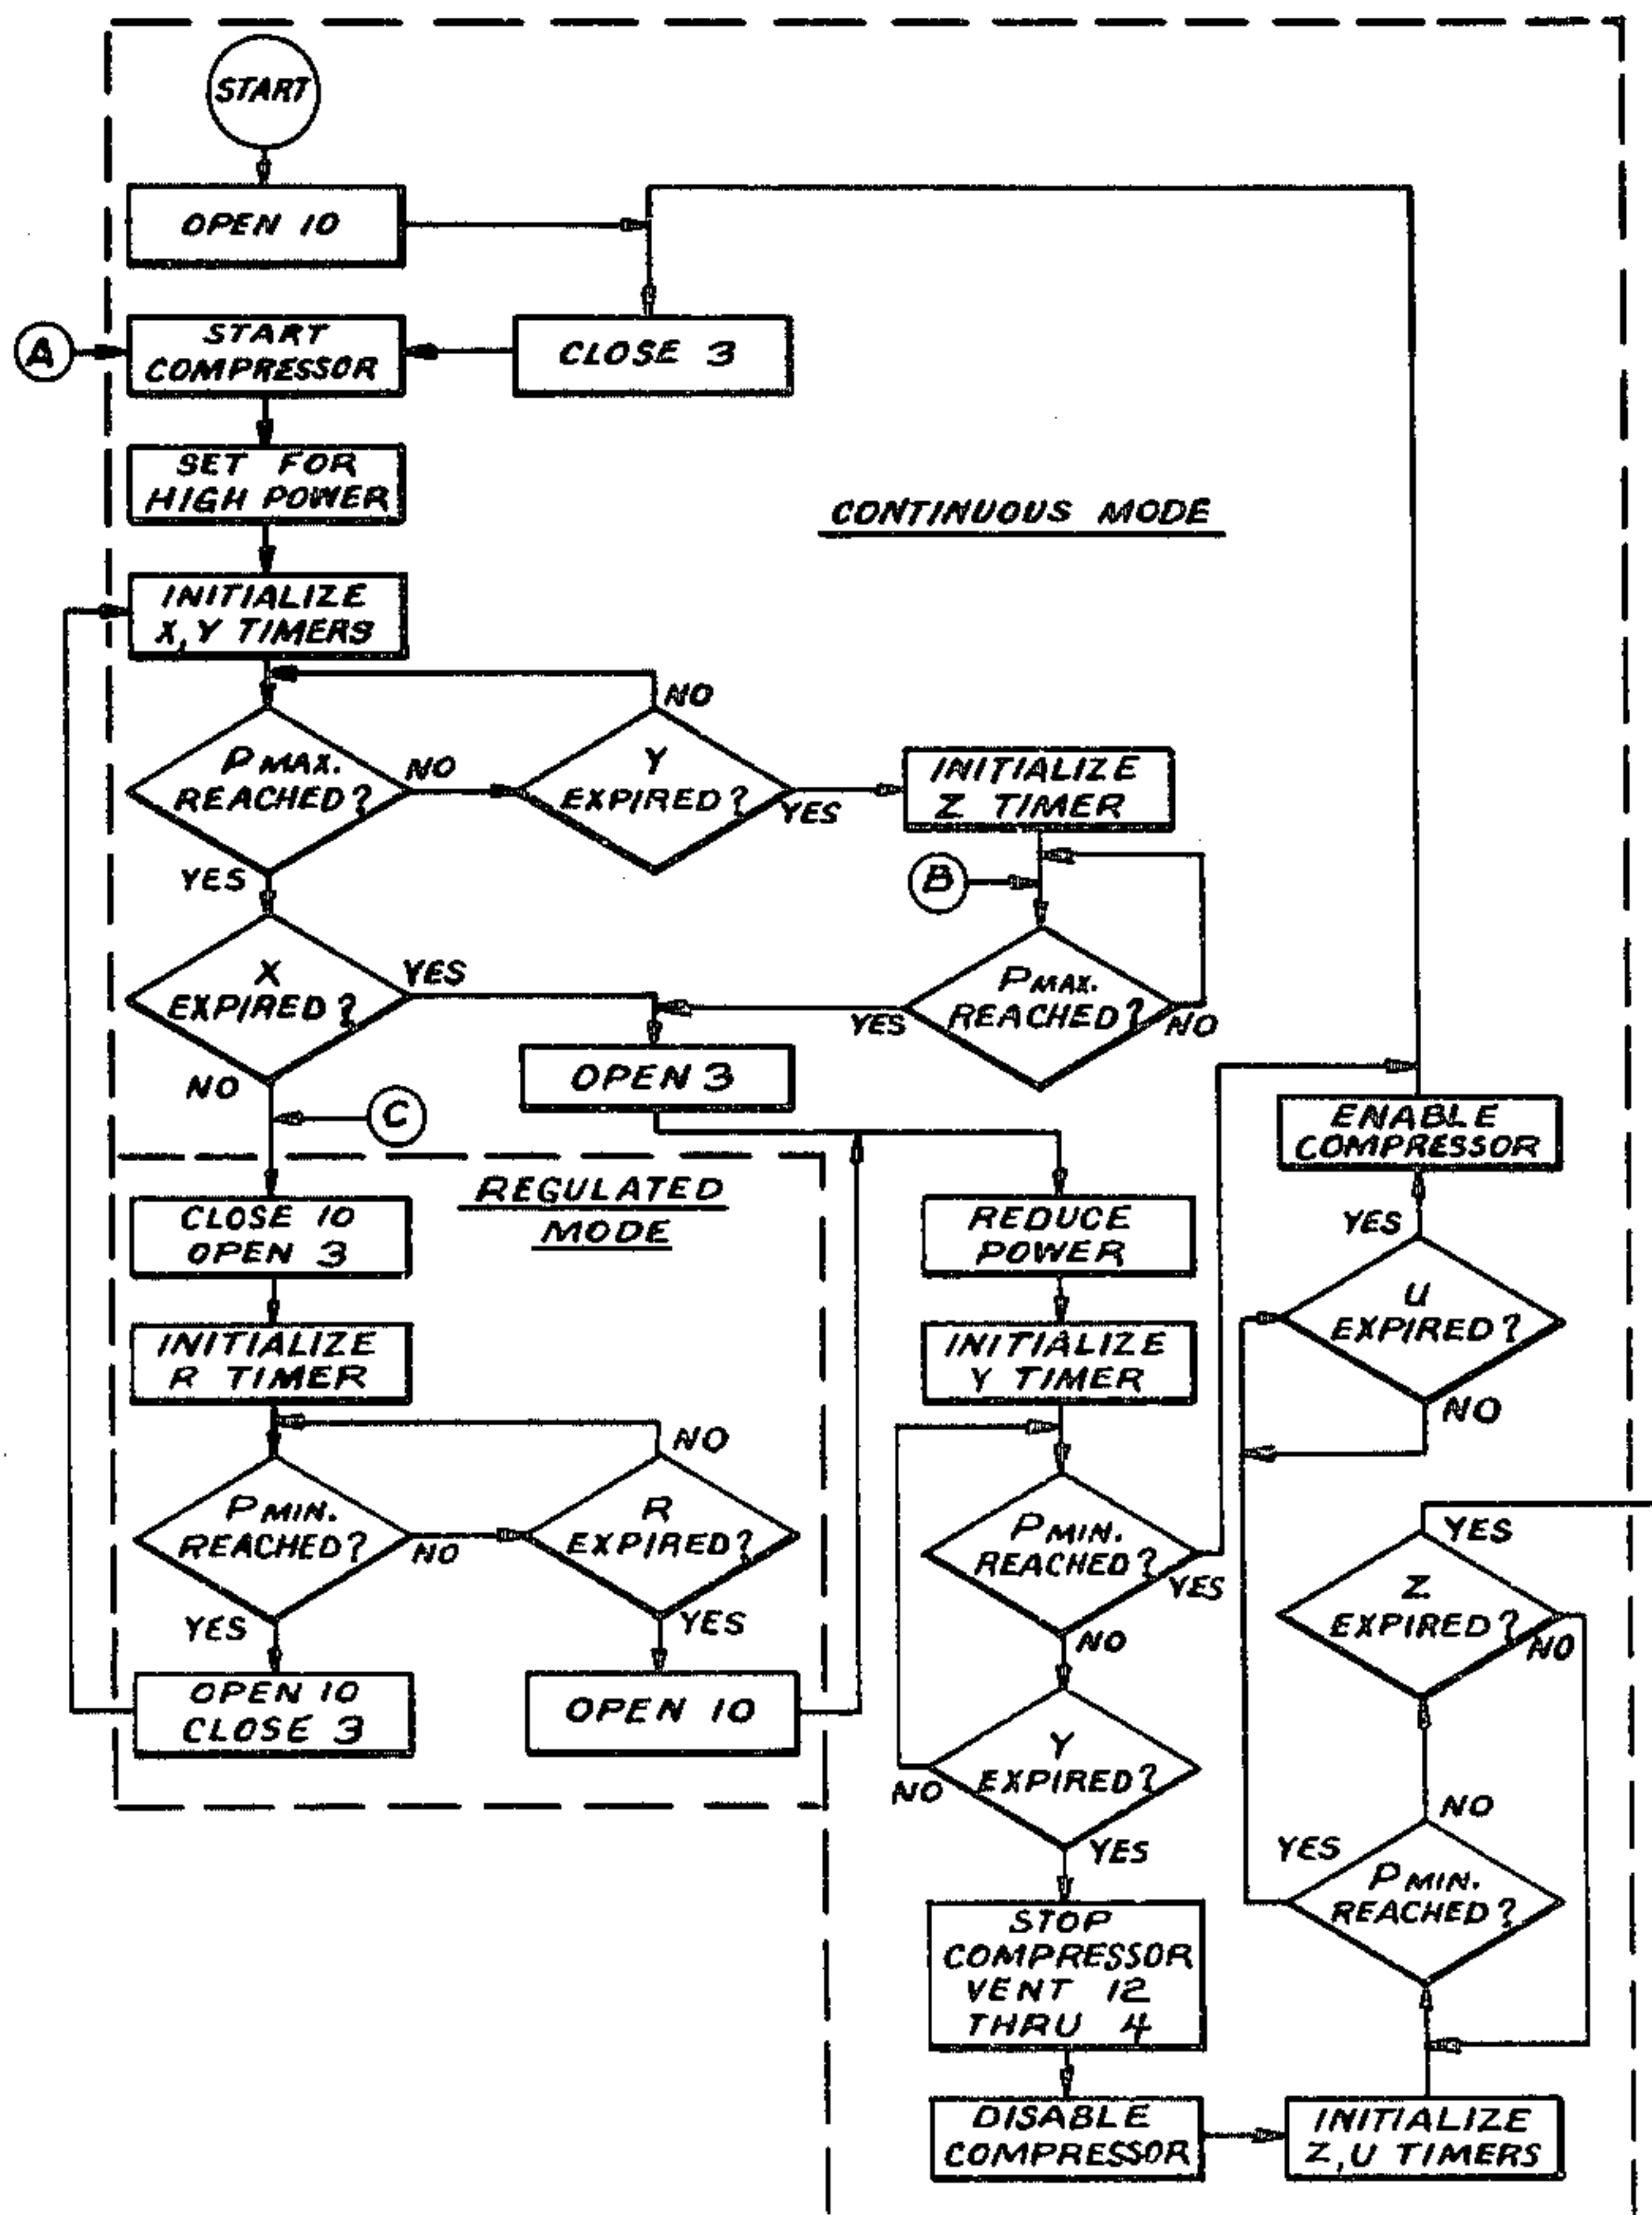 START
OPEN 10
A
START
COMPRESSOR
CLOSE 3
SET FOR
HIGH POWER
CONTINUOUS MODE
INITIALIZE
X, Y TIMERS
P MAX.
REACHED?
NO
YES
Y
EXPIRED?
NO
YES
INITIALIZE
Z TIMER
B
X
EXPIRED?
YES
NO
P MAX.
REACHED?
YES
NO
OPEN 3
C
REGULATED
MODE
CLOSE 10
OPEN 3
INITIALIZE
R TIMER
P MIN.
REACHED?
NO
YES
R
EXPIRED?
NO
YES
OPEN 10
CLOSE 3
OPEN 10
REDUCE
POWER
INITIALIZE
Y TIMER
P MIN.
REACHED?
YES
NO
Y
EXPIRED?
NO
YES
STOP
COMPRESSOR
VENT 12
THRU 4
DISABLE
COMPRESSOR
ENABLE
COMPRESSOR
YES
U
EXPIRED?
NO
YES
Z
EXPIRED?
NO
NO
YES
P MIN.
REACHED?
INITIALIZE
Z, U TIMERS